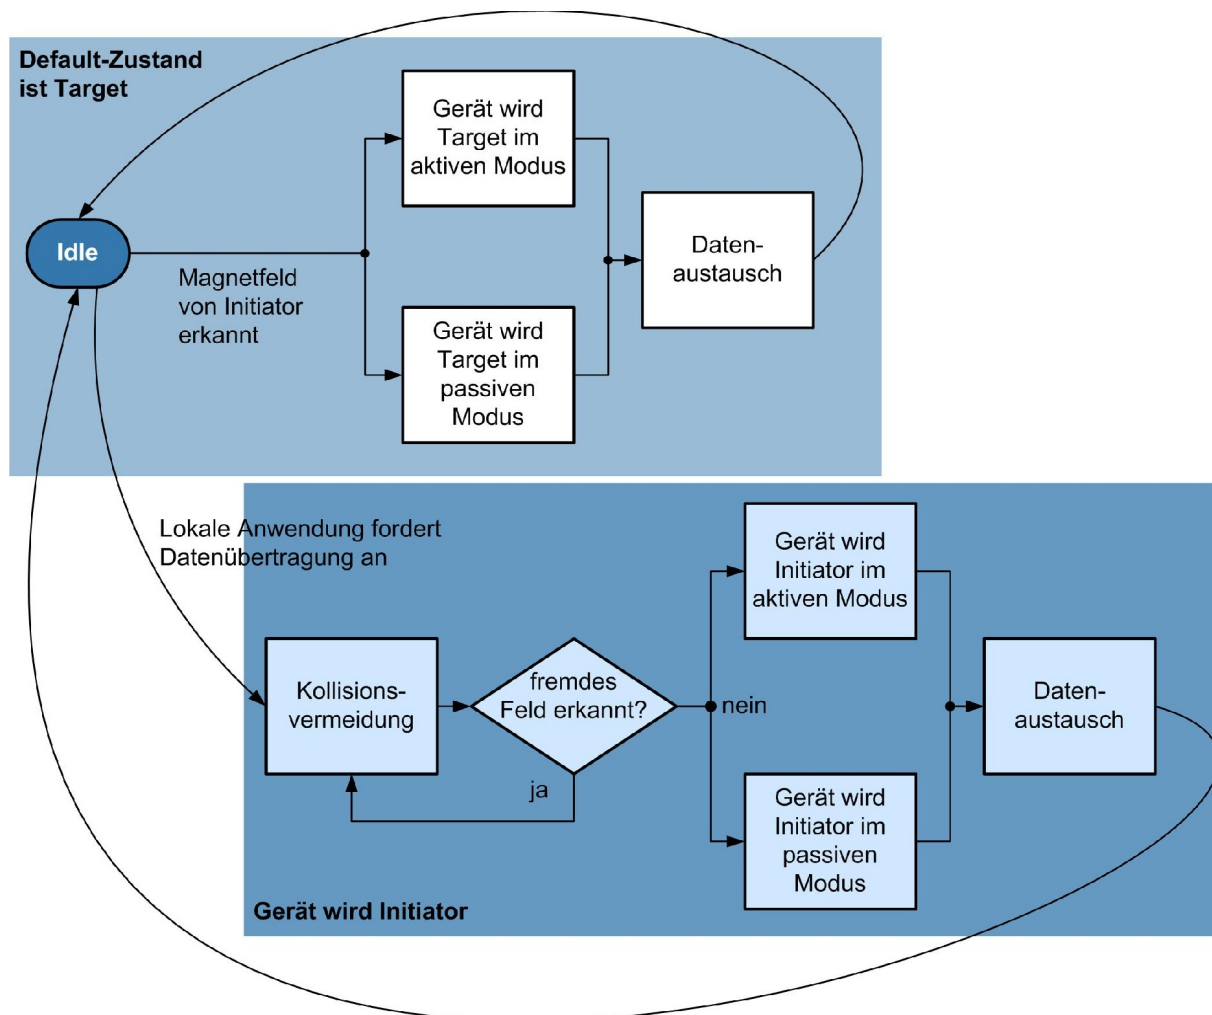 Default-Zustand
ist Target
Gerät wird
Target im
aktiven Modus
Idle
Magnetfeld
von Initiator
erkannt
Daten-
austausch
Gerät wird
Target im
passiven
Modus
Lokale Anwendung fordert
Datenübertragung an
Gerät wird
Initiator im
aktiven Modus
Kollisions-
vermeidung
fremdes
Feld erkannt?
nein
ja
Daten-
austausch
Gerät wird
Initiator im
passiven
Modus
Gerät wird Initiator